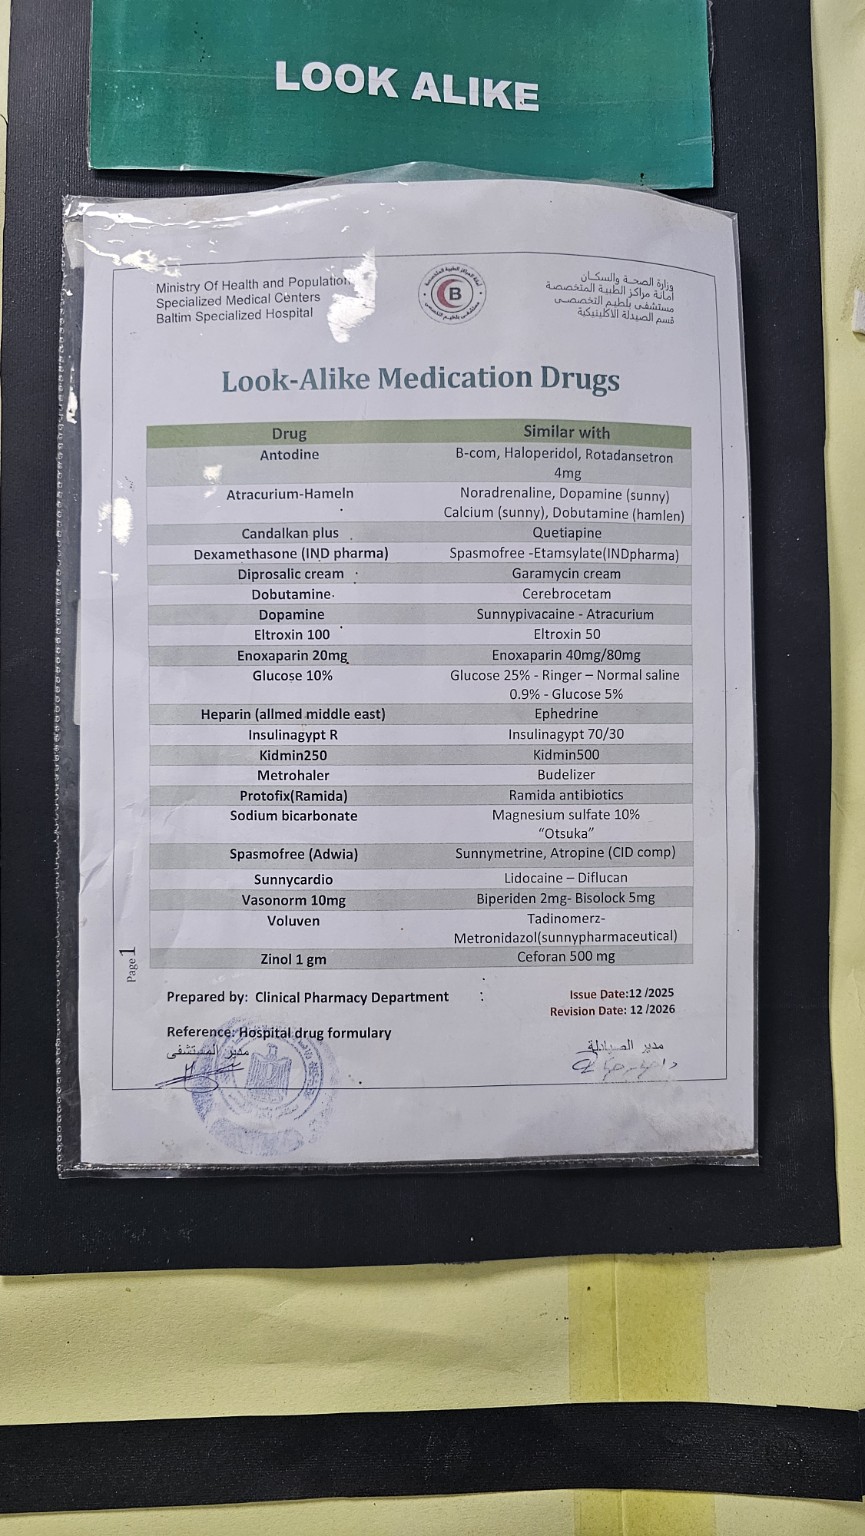 LOOK ALIKE
Ministry Of Health and Population
Specialized Medical Centers
Baltim Specialized Hospital
B
وزارة الصحة والسكان
أمانة مراكز الطبية المتخصصة
مستشفى بلطيم التخصصى
قسم الصيدلة الاكلينيكية
Look-Alike Medication Drugs
Drug Similar with
Antodine B-com, Haloperidol, Rotadansetron
4mg
Atracurium-Hameln Noradrenaline, Dopamine (sunny)
Calcium (sunny), Dobutamine (hamlen)
Candalkan plus Quetiapine
Dexamethasone (IND pharma) Spasmofree -Etamsylate(INDpharma)
Diprosalic cream Garamycin cream
Dobutamine Cerebrocetam
Dopamine Sunnypivacaine - Atracurium
Eltroxin 100 Eltroxin 50
Enoxaparin 20mg Enoxaparin 40mg/80mg
Glucose 10% Glucose 25% - Ringer – Normal saline
0.9% - Glucose 5%
Heparin (allmed middle east) Ephedrine
Insulinagypt R Insulinagypt 70/30
Kidmin250 Kidmin500
Metrohaler Budelizer
Protofix(Ramida) Ramida antibiotics
Sodium bicarbonate Magnesium sulfate 10%
“Otsuka”
Spasmofree (Adwia) Sunnymetrine, Atropine (CID comp)
Sunnycardio Lidocaine – Diflucan
Vasonorm 10mg Biperiden 2mg- Bisolock 5mg
Voluven Tadinomerz-
Metronidazol(sunnypharmaceutical)
Zinol 1 gm Ceforan 500 mg
Page 1
Prepared by: Clinical Pharmacy Department :
Issue Date:12 /2025
Revision Date: 12 /2026
Reference: Hospital drug formulary
مدير المستشفى
مدير الصيادلة